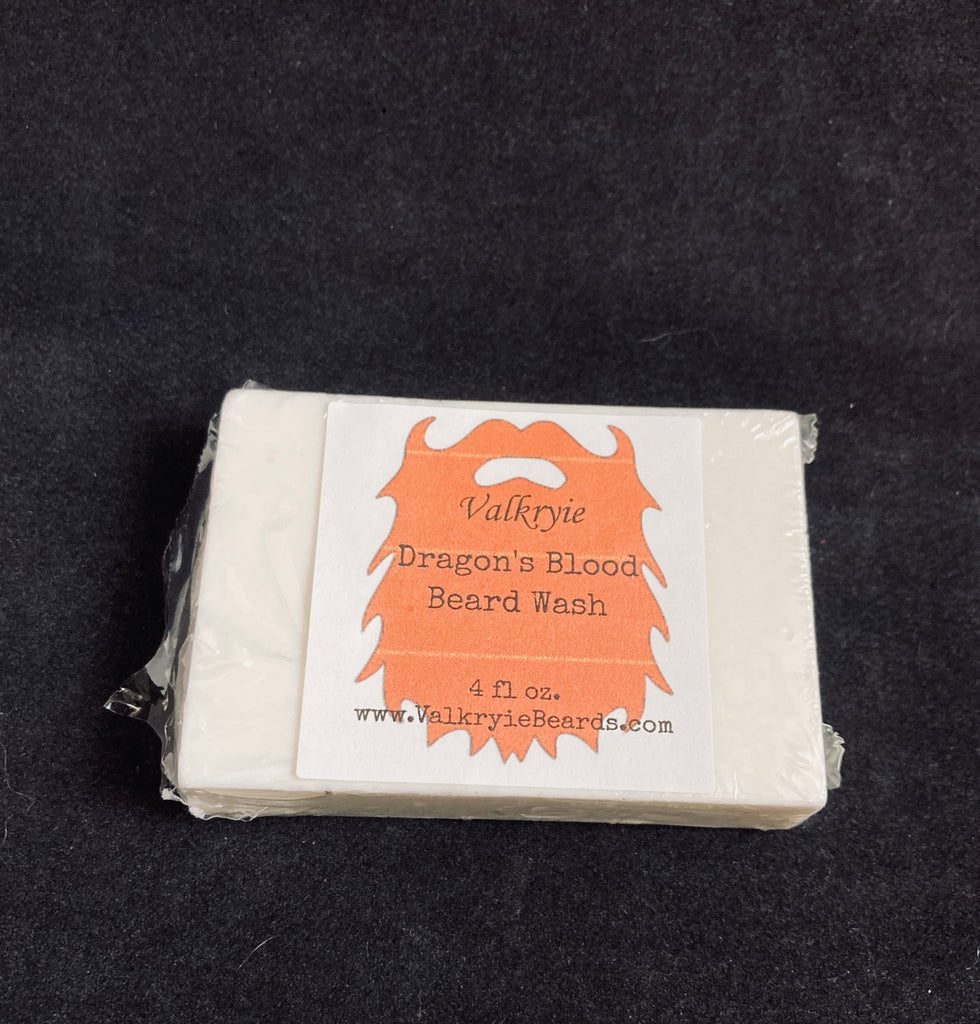 Valkryie
Dragon's Blood
Beard Wash
4 fl oz.
www.ValkryieBeards.com